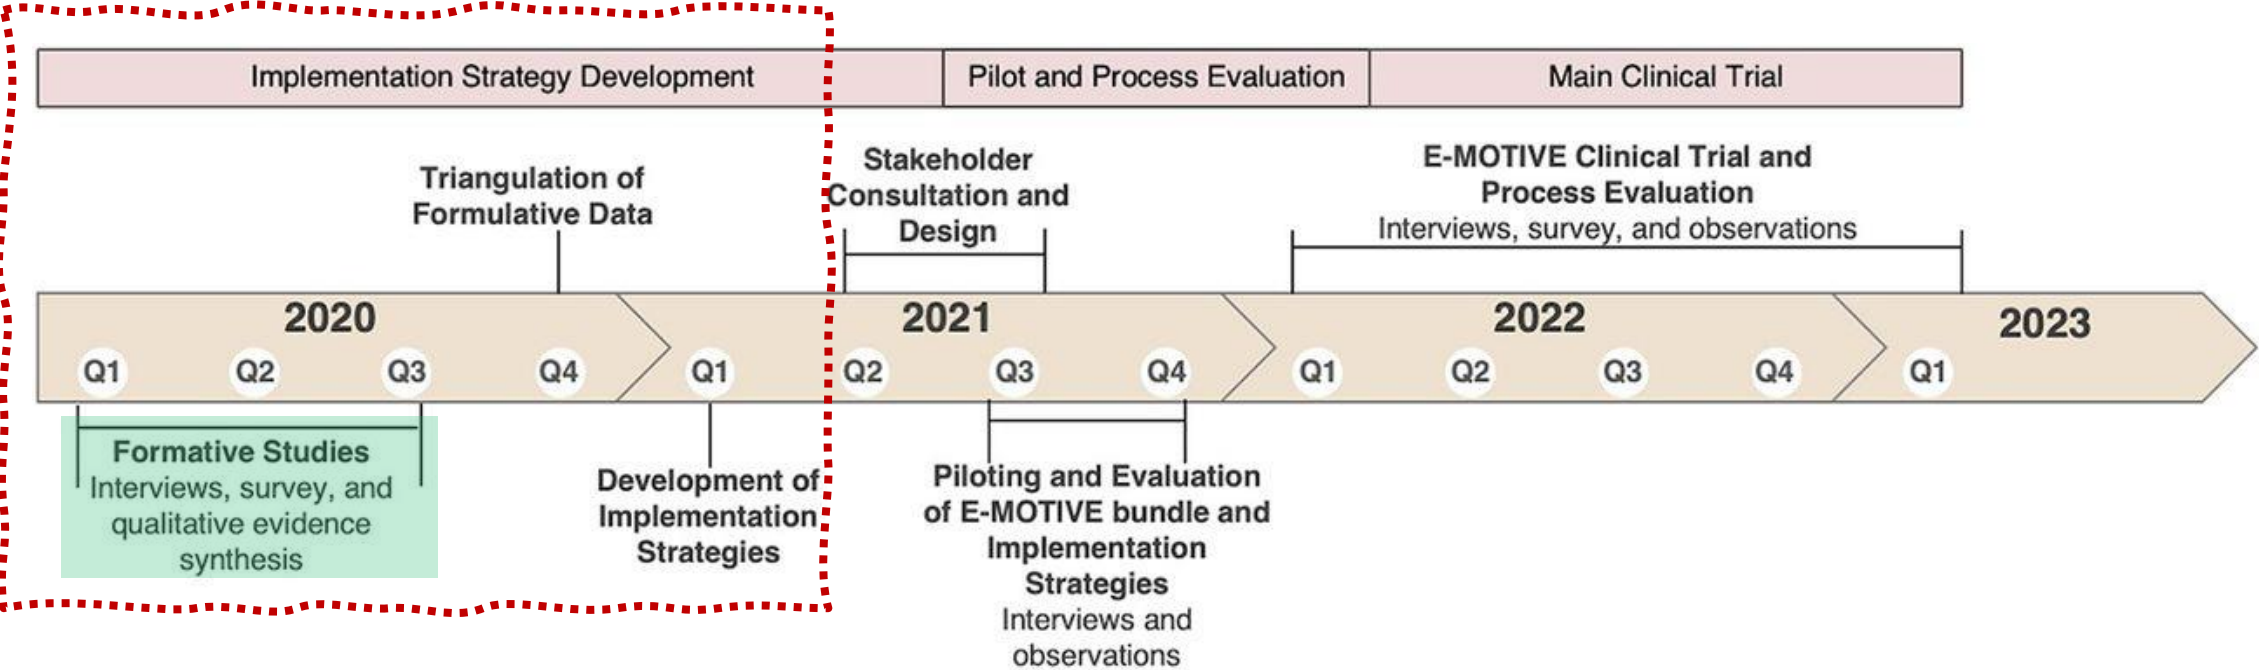 Implementation Strategy Development
Pilot and Process Evaluation
Main Clinical Trial
Triangulation of
Formulative Data
Stakeholder
Consultation and
Design
E-MOTIVE Clinical Trial and
Process Evaluation
Interviews, survey, and observations
2020
2021
2022
2023
Q1
Q2
Q3
Q4
Q1
Q2
Q3
Q4
Q1
Q2
Q3
Q4
Q1
Formative Studies
Interviews, survey, and
qualitative evidence
synthesis
Development of
Implementation
Strategies
Piloting and Evaluation
of E-MOTIVE bundle and
Implementation
Strategies
Interviews and
observations